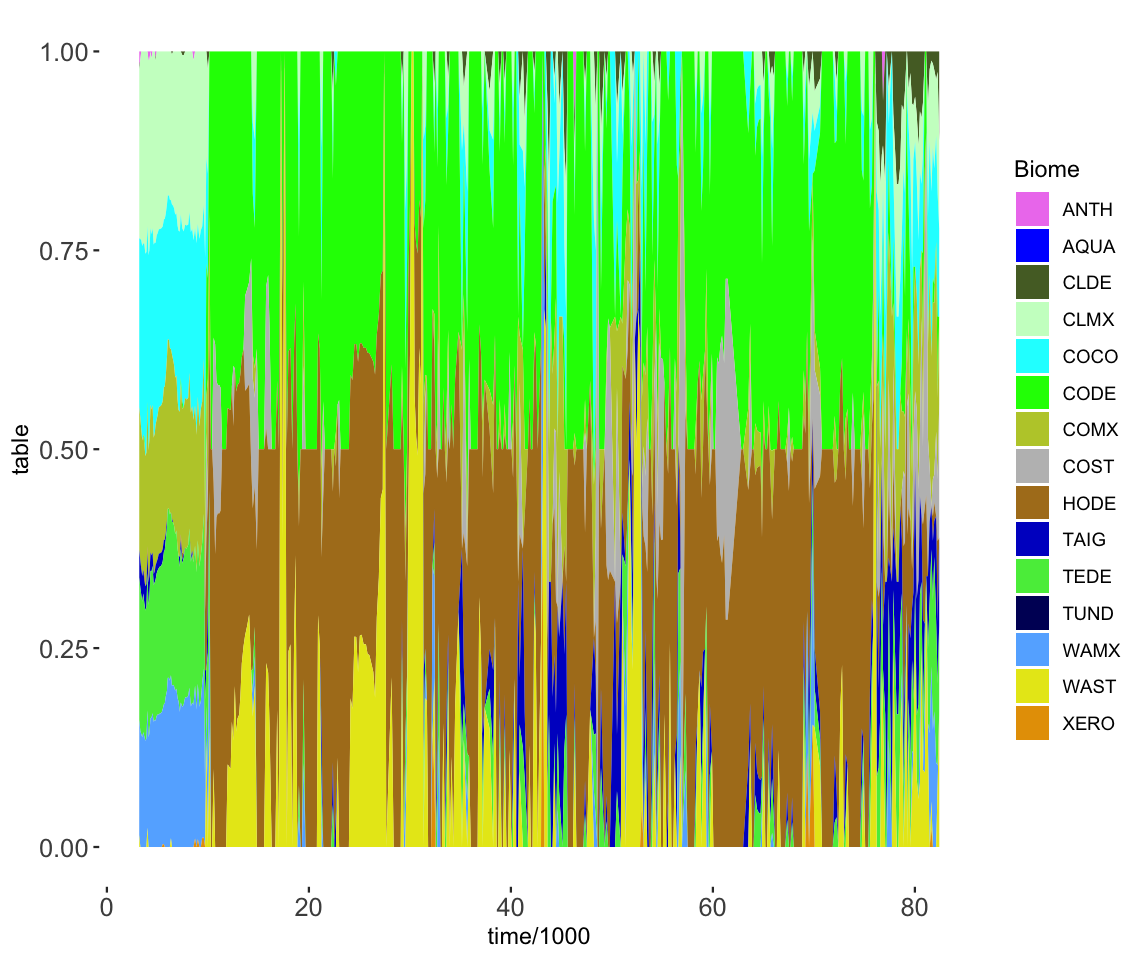 1.00
0.75
0.50
0.25
0.00
table
0
20
40
60
80
time/1000
Biome
ANTH
AQUA
CLDE
CLMX
COCO
CODE
COMX
COST
HODE
TAIG
TEDE
TUND
WAMX
WAST
XERO